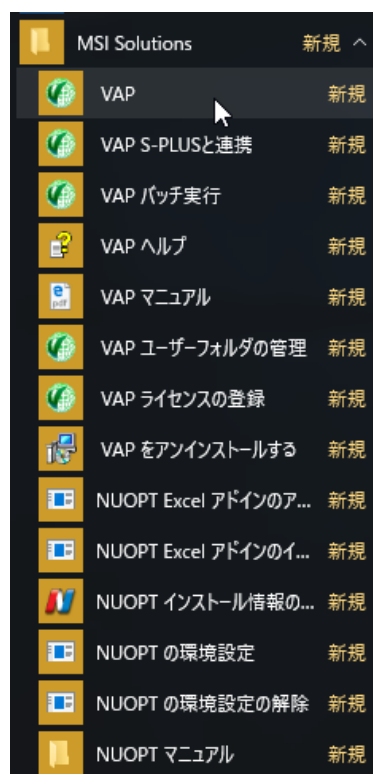 MSI Solutions 新規
VAP 新規
VAP S-PLUSと連携 新規
VAP バッチ実行 新規
VAP ヘルプ 新規
VAP マニュアル 新規
VAP ユーザーフォルダの管理 新規
VAP ライセンスの登録 新規
VAP をアンインストールする 新規
NUOPT Excel アドインのア... 新規
NUOPT Excel アドインのイ... 新規
NUOPT インストール情報の... 新規
NUOPT の環境設定 新規
NUOPT の環境設定の解除 新規
NUOPT マニュアル 新規